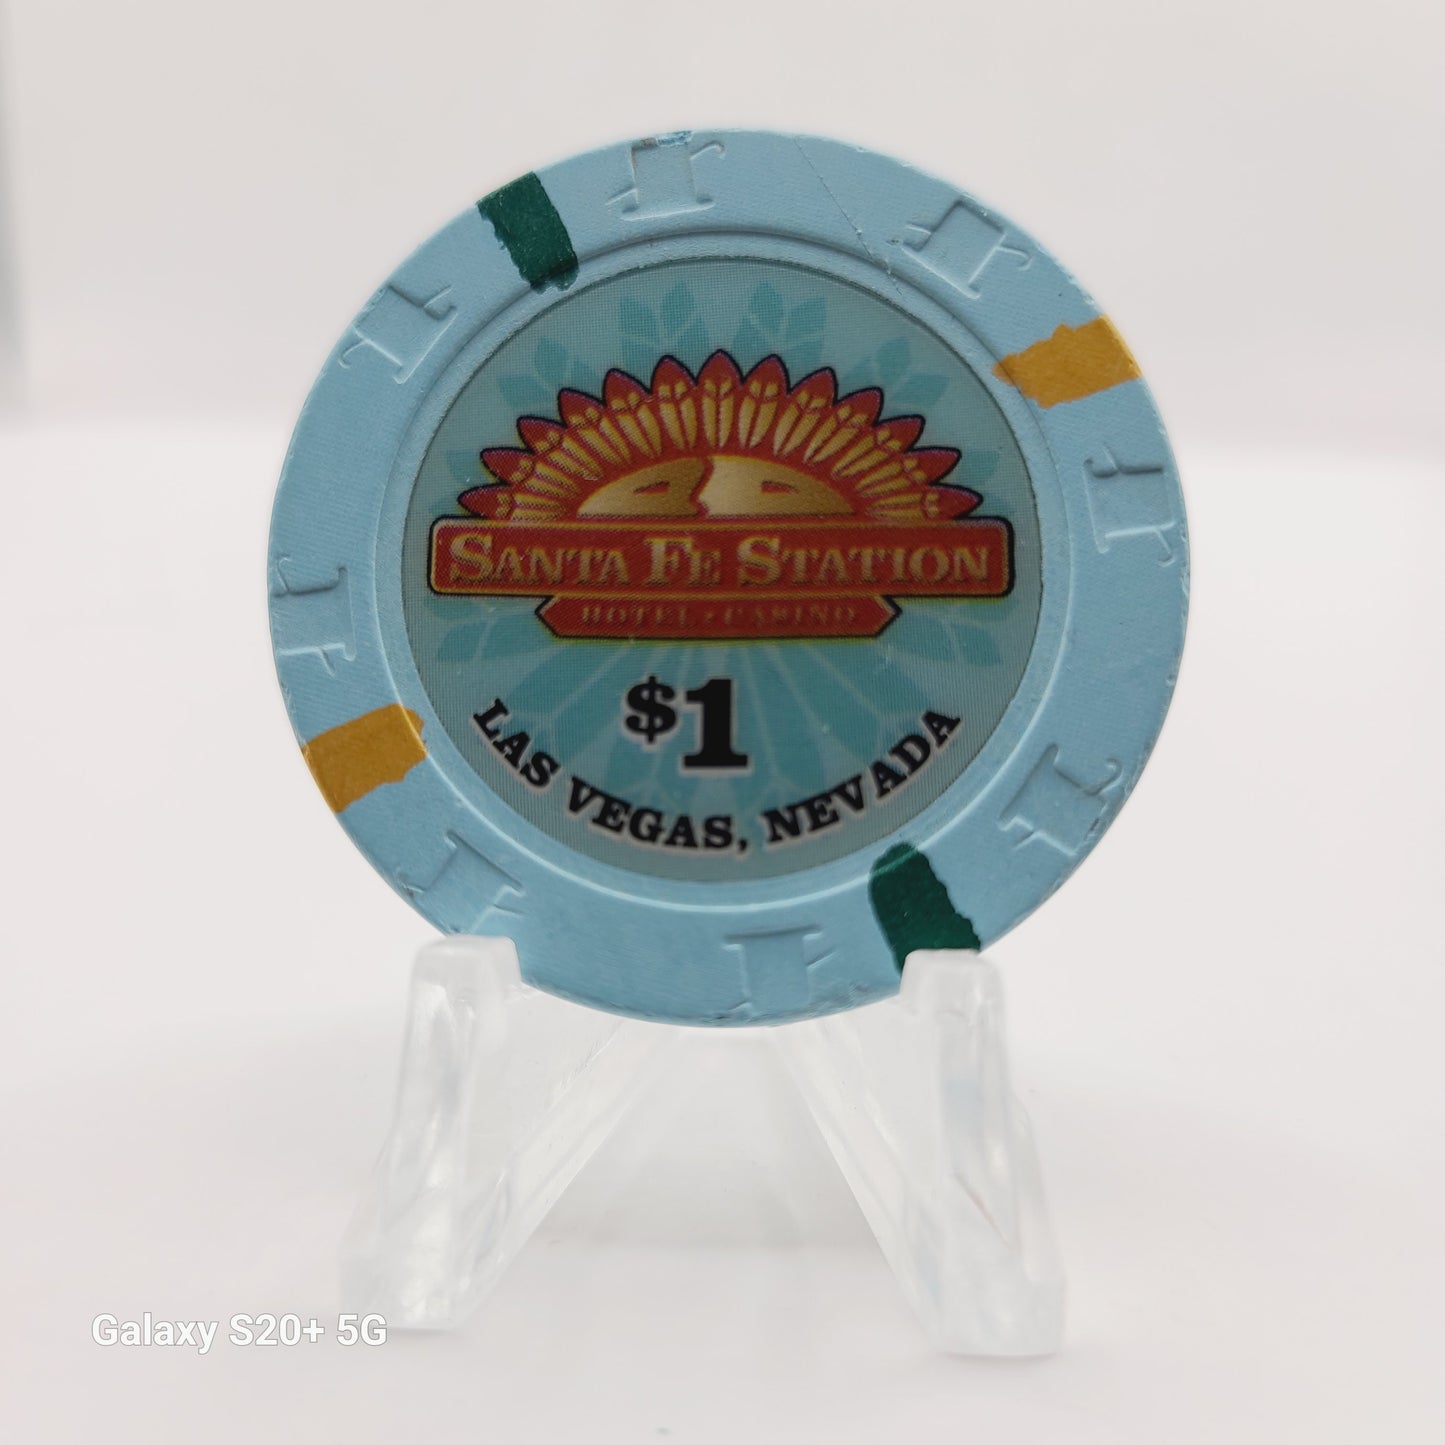 SANTA FE STATION
HOTEL • CASINO
$1
LAS VEGAS, NEVADA
Galaxy S20+ 5G